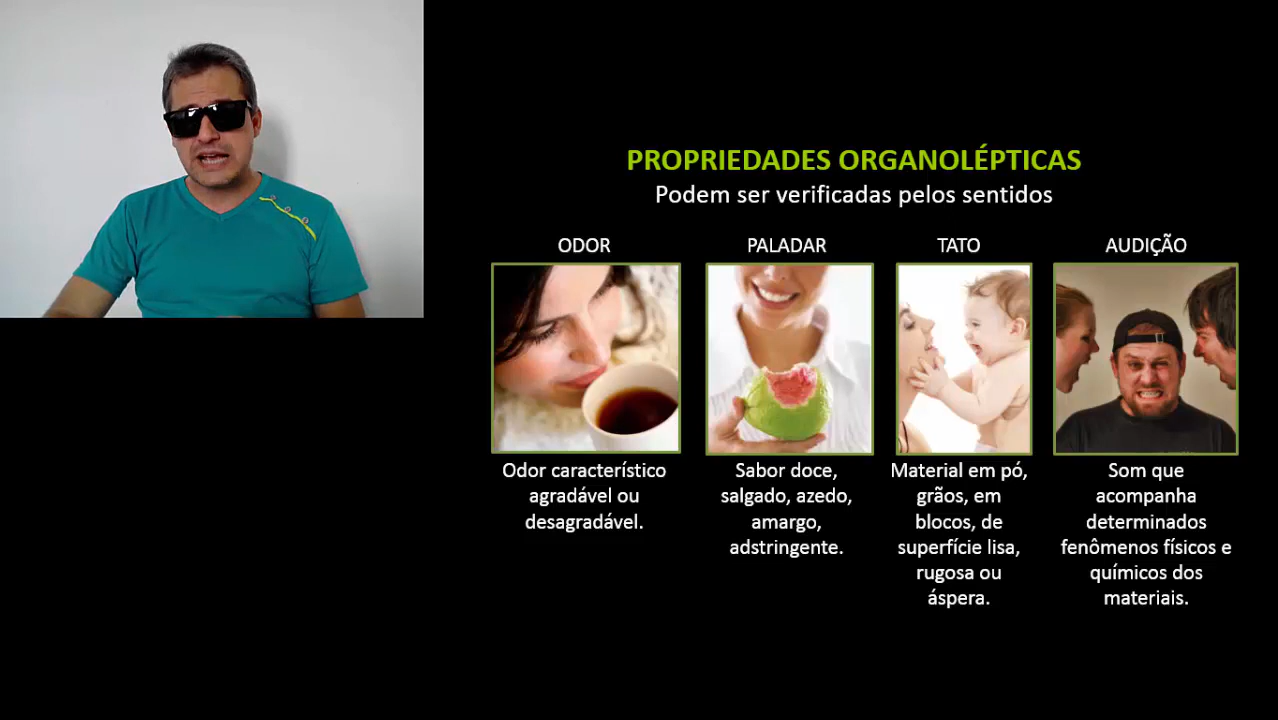 PROPRIEDADES ORGANOLÉPTICAS
Podem ser verificadas pelos sentidos
ODOR
Odor característico
agradável ou
desagradável.
PALADAR
Sabor doce,
salgado, azedo,
amargo,
adstringente.
TATO
Material em pó,
grãos, em
blocos, de
superfície lisa,
rugosa ou
áspera.
AUDIÇÃO
Som que
acompanha
determinados
fenômenos físicos e
químicos dos
materiais.